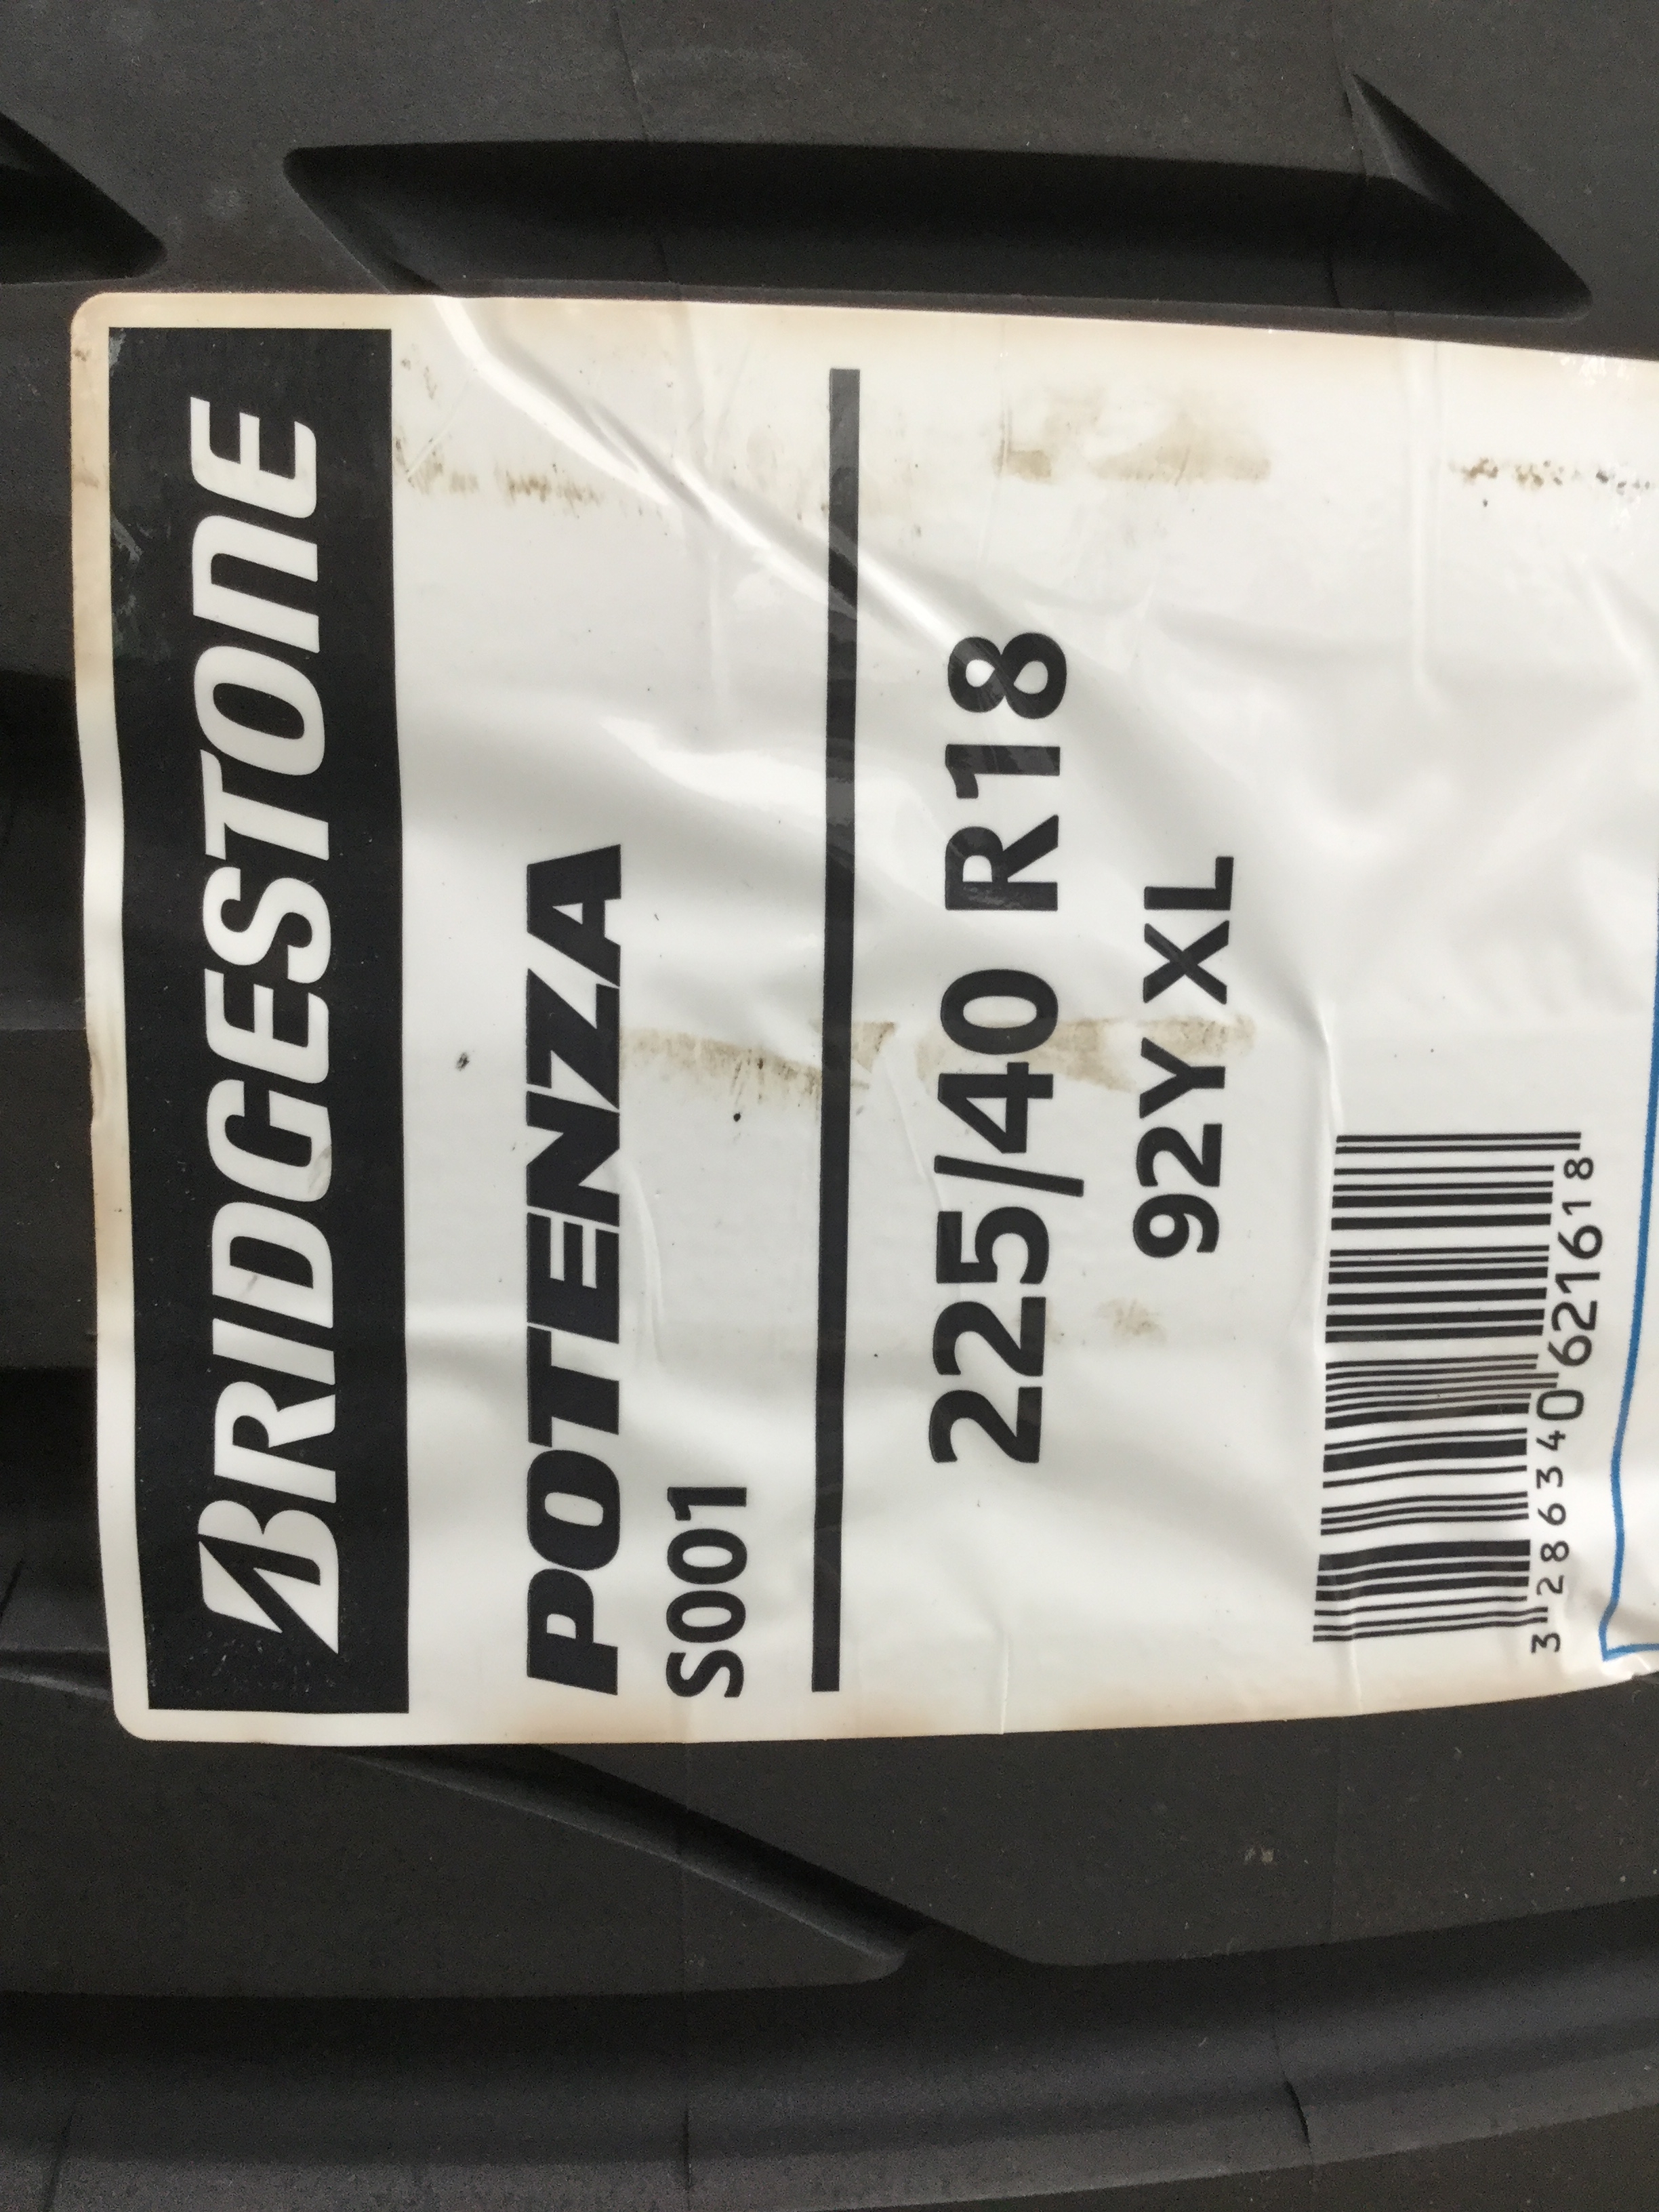 BRIDGESTONE
POTENZA
S001
225/40 R18
92Y XL
3 286340 621618